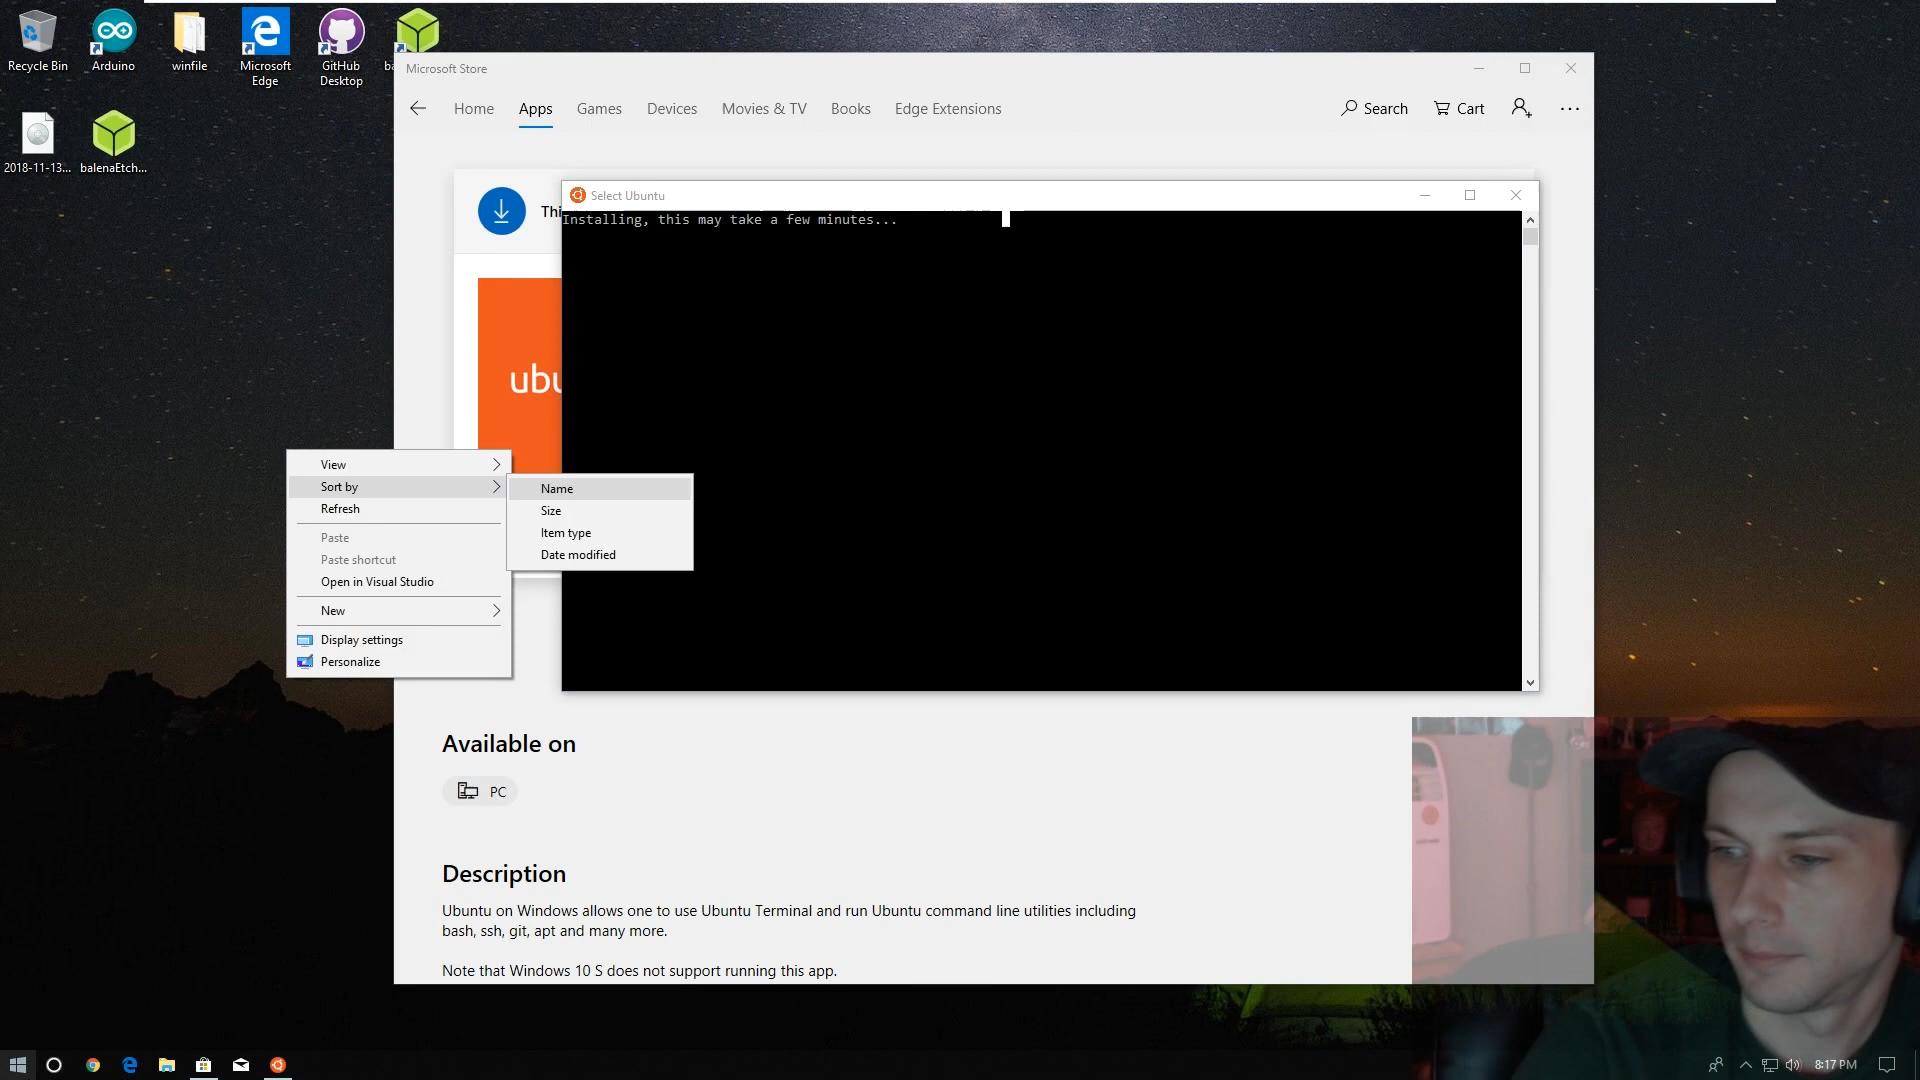 Recycle Bin
Arduino
winfile
Microsoft
Edge
GitHub
Desktop
ba
2018-11-13...
balenaEtch...
Microsoft Store
Home
Apps
Games
Devices
Movies & TV
Books
Edge Extensions
Search
Cart
Thi
Select Ubuntu
Installing, this may take a few minutes...
ubu
View
Sort by
Refresh
Paste
Paste shortcut
Open in Visual Studio
New
Display settings
Personalize
Name
Size
Item type
Date modified
Available on
PC
Description
Ubuntu on Windows allows one to use Ubuntu Terminal and run Ubuntu command line utilities including
bash, ssh, git, apt and many more.
Note that Windows 10 S does not support running this app.
8:17 PM